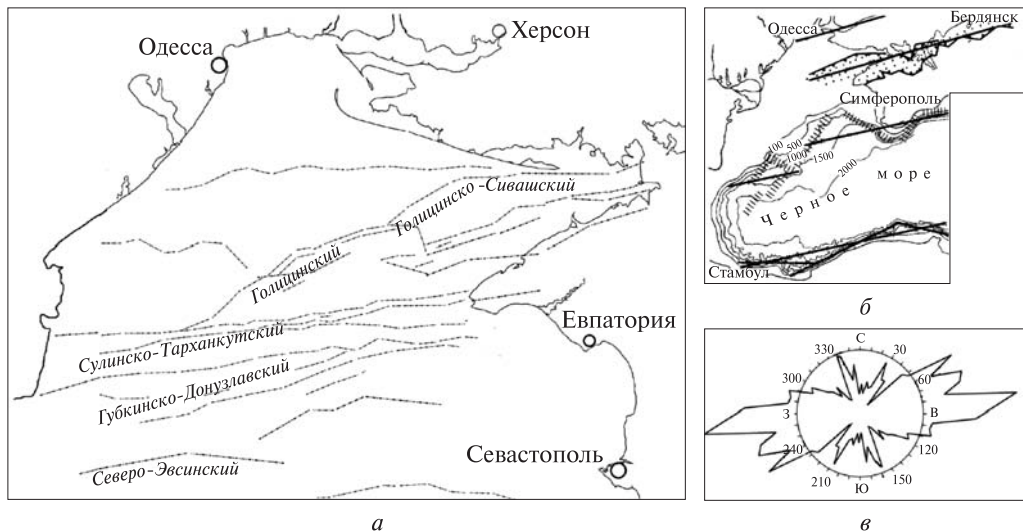 Одесса
Херсон
Голицинско-Сивашский
Голицинский
Евпатория
Сулинско-Тарханкутский
Губкинско-Донузлавский
Северо-Эвсинский
Севастополь
а
Одесса
Бердянск
Симферополь
100
500
1000
1500
2000
Черное море
Стамбул
б
С
330
30
300
60
З
В
240
120
210
150
Ю
в